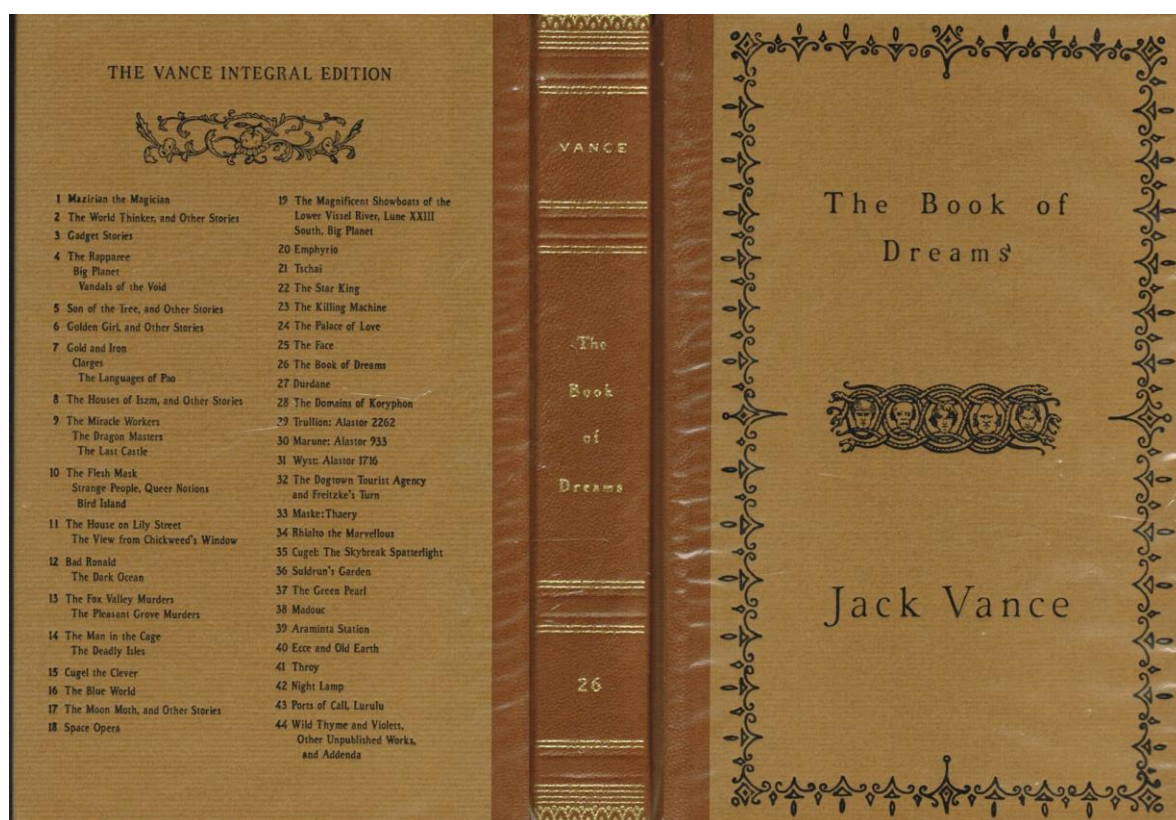 THE VANCE INTEGRAL EDITION
1 Mazirian the Magician
2 The World Thinker, and Other Stories
3 Gadget Stories
4 The Rapparee
Big Planet
Vandals of the Void
5 Son of the Tree, and Other Stories
6 Golden Girl, and Other Stories
7 Gold and Iron
Clarges
The Languages of Pao
8 The Houses of Iszm, and Other Stories
9 The Miracle Workers
The Dragon Masters
The Last Castle
10 The Flesh Mask
Strange People, Queer Notions
Bird Island
11 The House on Lily Street
The View from Chickweed's Window
12 Bad Ronald
The Dark Ocean
13 The Fox Valley Murders
The Pleasant Grove Murders
14 The Man in the Cage
The Deadly Isles
15 Cugel the Clever
16 The Blue World
17 The Moon Moth, and Other Stories
18 Space Opera
19 The Magnificent Showboats of the
Lower Vissel River, Lune XXIII
South, Big Planet
20 Emphyrio
21 Tschai
22 The Star King
23 The Killing Machine
24 The Palace of Love
25 The Face
26 The Book of Dreams
27 Durdane
28 The Domains of Koryphon
29 Trullion: Alastor 2262
30 Marune: Alastor 933
31 Wyst: Alastor 1716
32 The Dogtown Tourist Agency
and Freitzke's Turn
33 Maske: Thaery
34 Rhialto the Marvellous
35 Cugel: The Skybreak Spatterlight
36 Suldrun's Garden
37 The Green Pearl
38 Madouc
39 Araminta Station
40 Ecce and Old Earth
41 Throy
42 Night Lamp
43 Ports of Call, Lurulu
44 Wild Thyme and Violets,
Other Unpublished Works,
and Addenda
VANCE
The
Book
of
Dreams
26
The Book of
Dreams
Jack Vance